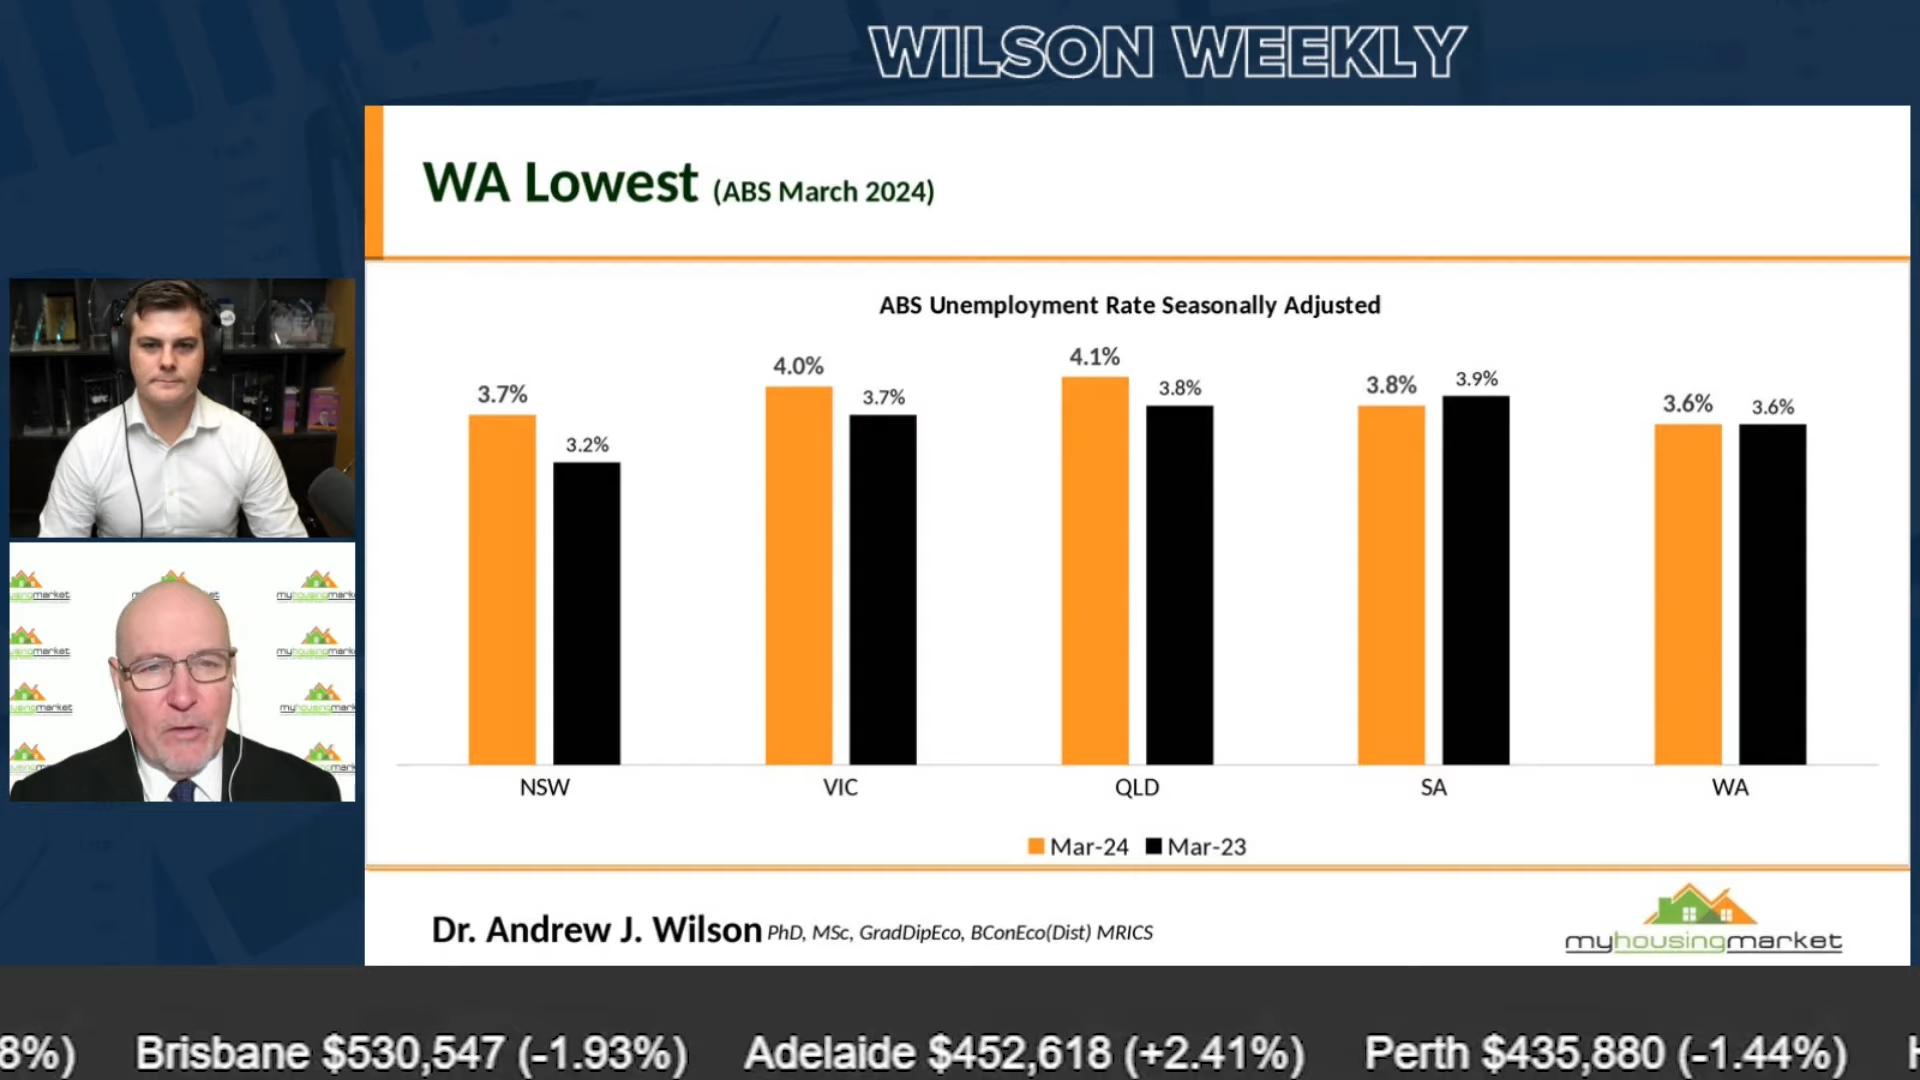 WILSON WEEKLY
WA Lowest (ABS March 2024)
ABS Unemployment Rate Seasonally Adjusted
3.7% 3.2% 4.0% 3.7% 4.1% 3.8% 3.8% 3.9% 3.6% 3.6%
NSW VIC QLD SA WA
Mar-24 Mar-23
Dr. Andrew J. Wilson PhD, MSc, GradDipEco, BConEco(Dist) MRICS
myhousingmarket
8%) Brisbane $530,547 (-1.93%) Adelaide $452,618 (+2.41%) Perth $435,880 (-1.44%) H